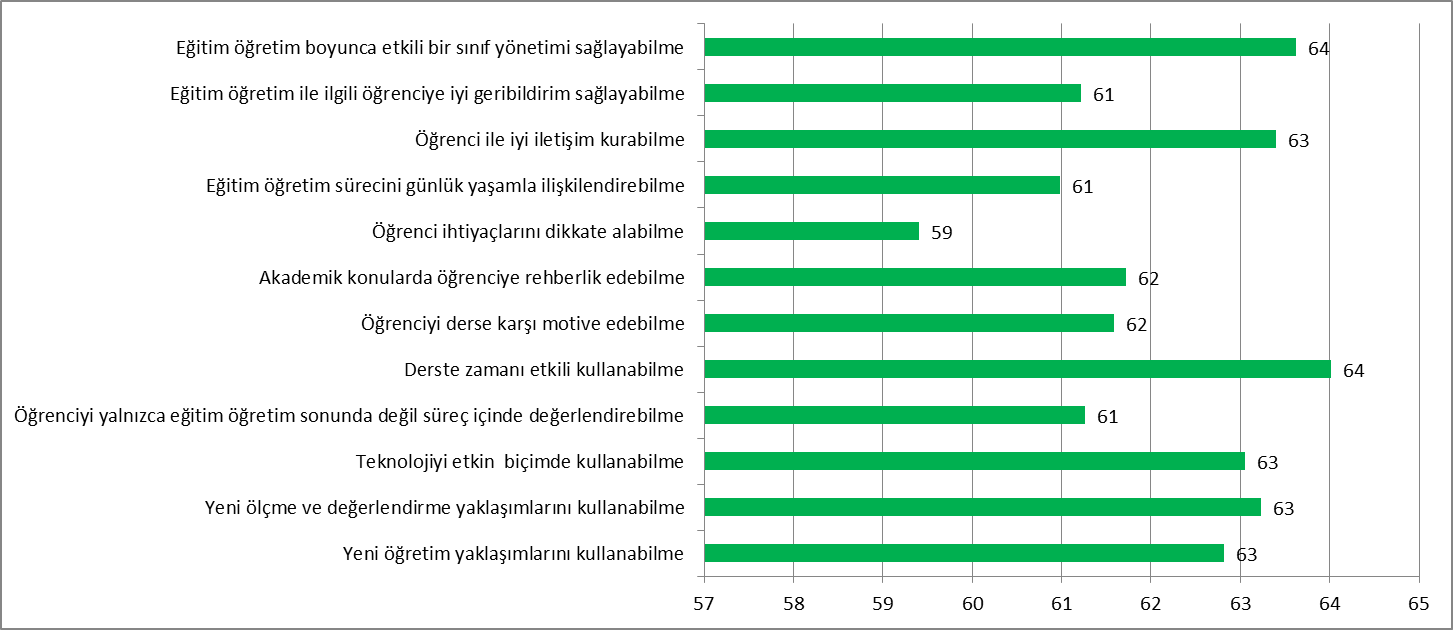 Eğitim öğretim boyunca etkili bir sınıf yönetimi sağlayabilme 64
Eğitim öğretim ile ilgili öğrenciye iyi geribildirim sağlayabilme 61
Öğrenci ile iyi iletişim kurabilme 63
Eğitim öğretim sürecini günlük yaşamla ilişkilendirebilme 61
Öğrenci ihtiyaçlarını dikkate alabilme 59
Akademik konularda öğrenciye rehberlik edebilme 62
Öğrenciyi derse karşı motive edebilme 62
Derste zamanı etkili kullanabilme 64
Öğrenciyi yalnızca eğitim öğretim sonunda değil süreç içinde değerlendirebilme 61
Teknolojiyi etkin  biçimde kullanabilme 63
Yeni ölçme ve değerlendirme yaklaşımlarını kullanabilme 63
Yeni öğretim yaklaşımlarını kullanabilme 63
57 58 59 60 61 62 63 64 65